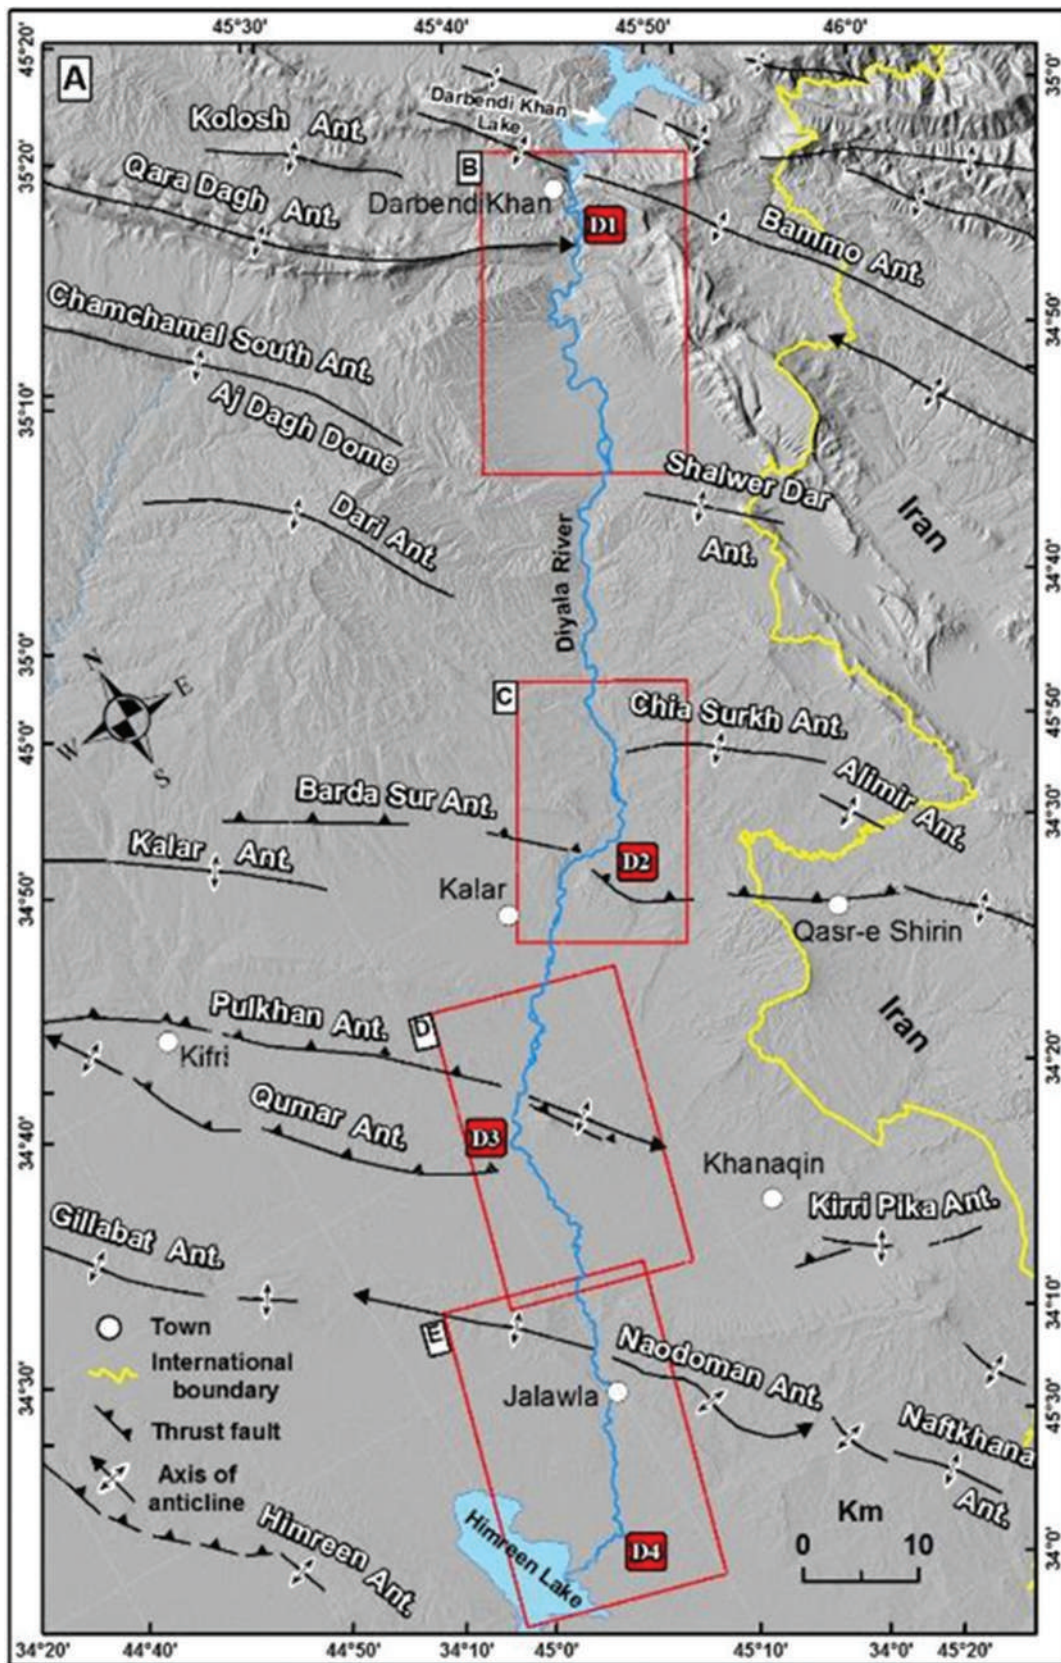 45°30'
45°40'
45°50'
46°0'
45°20'
35°0'
A
Darbendi Khan
Lake
Kolosh Ant.
35°20'
B
Qara Dagh Ant.
Darbendi Khan
D1
Bammo Ant.
Chamchamal South Ant.
34°50'
Aj Dagh Dome
35°10'
Shalwer Dar
Ant.
Dari Ant.
Iran
Diyala River
34°40'
35°0'
N
E
W
S
C
Chia Surkh Ant.
45°50'
45°0'
Barda Sur Ant.
Alimir Ant.
34°30'
Kalar Ant.
D2
Kalar
34°50'
Qasr-e Shirin
Pulkhan Ant.
D
Iran
Kifri
34°20'
Qumar Ant.
D3
34°40'
Khanaqin
Kirri Pika Ant.
Gillabat Ant.
34°10'
Town
E
Naodoman Ant.
International
boundary
Jalawla
34°30'
45°30'
Thrust fault
Naftkhana
Ant.
Axis of
anticline
Km
0 10
Himreen Ant.
Himreen Lake
D4
34°0'
34°20'
44°40'
44°50'
34°10'
45°0'
45°10'
34°0'
45°20'